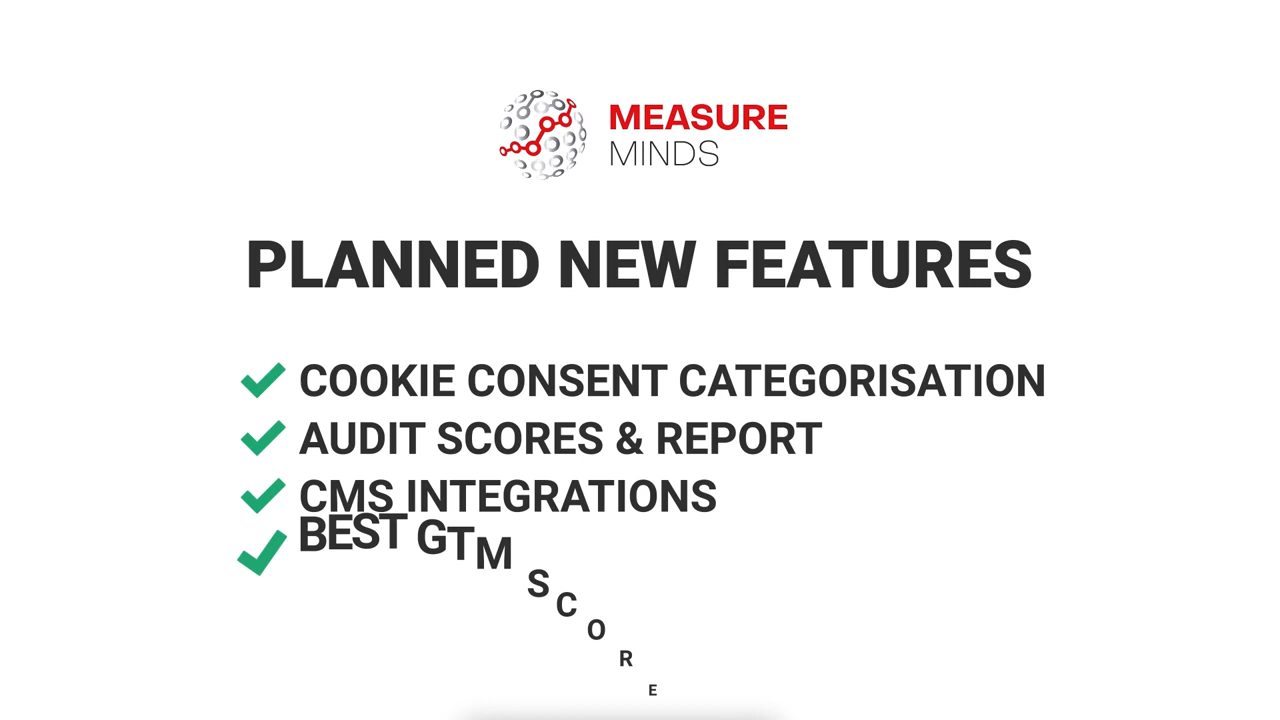 MEASURE
MINDS
PLANNED NEW FEATURES
COOKIE CONSENT CATEGORISATION
AUDIT SCORES & REPORT
CMS INTEGRATIONS
BEST GTM SCORE